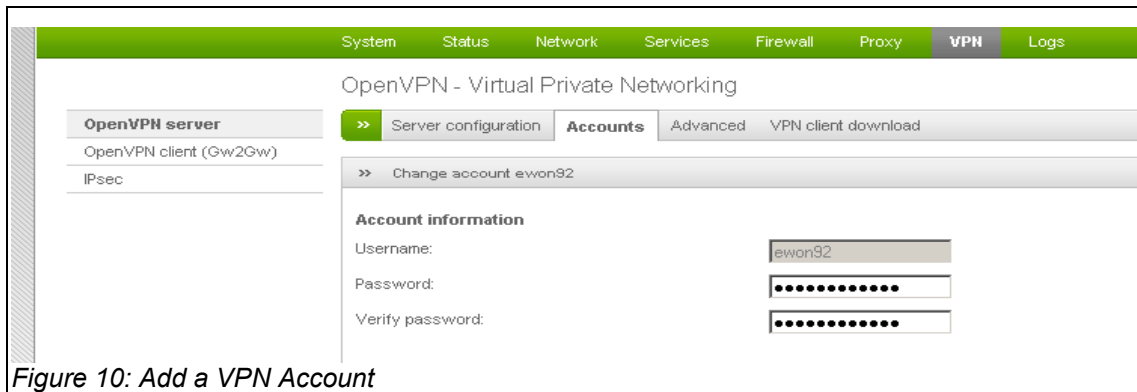 System Status Network Services Firewall Proxy VPN Logs
OpenVPN - Virtual Private Networking
OpenVPN server
OpenVPN client (Gw2Gw)
IPsec
>> Server configuration Accounts Advanced VPN client download
>> Change account ewon92
Account information
Username: ewon92
Password: ●●●●●●●●●●●●
Verify password: ●●●●●●●●●●●●
Figure 10: Add a VPN Account